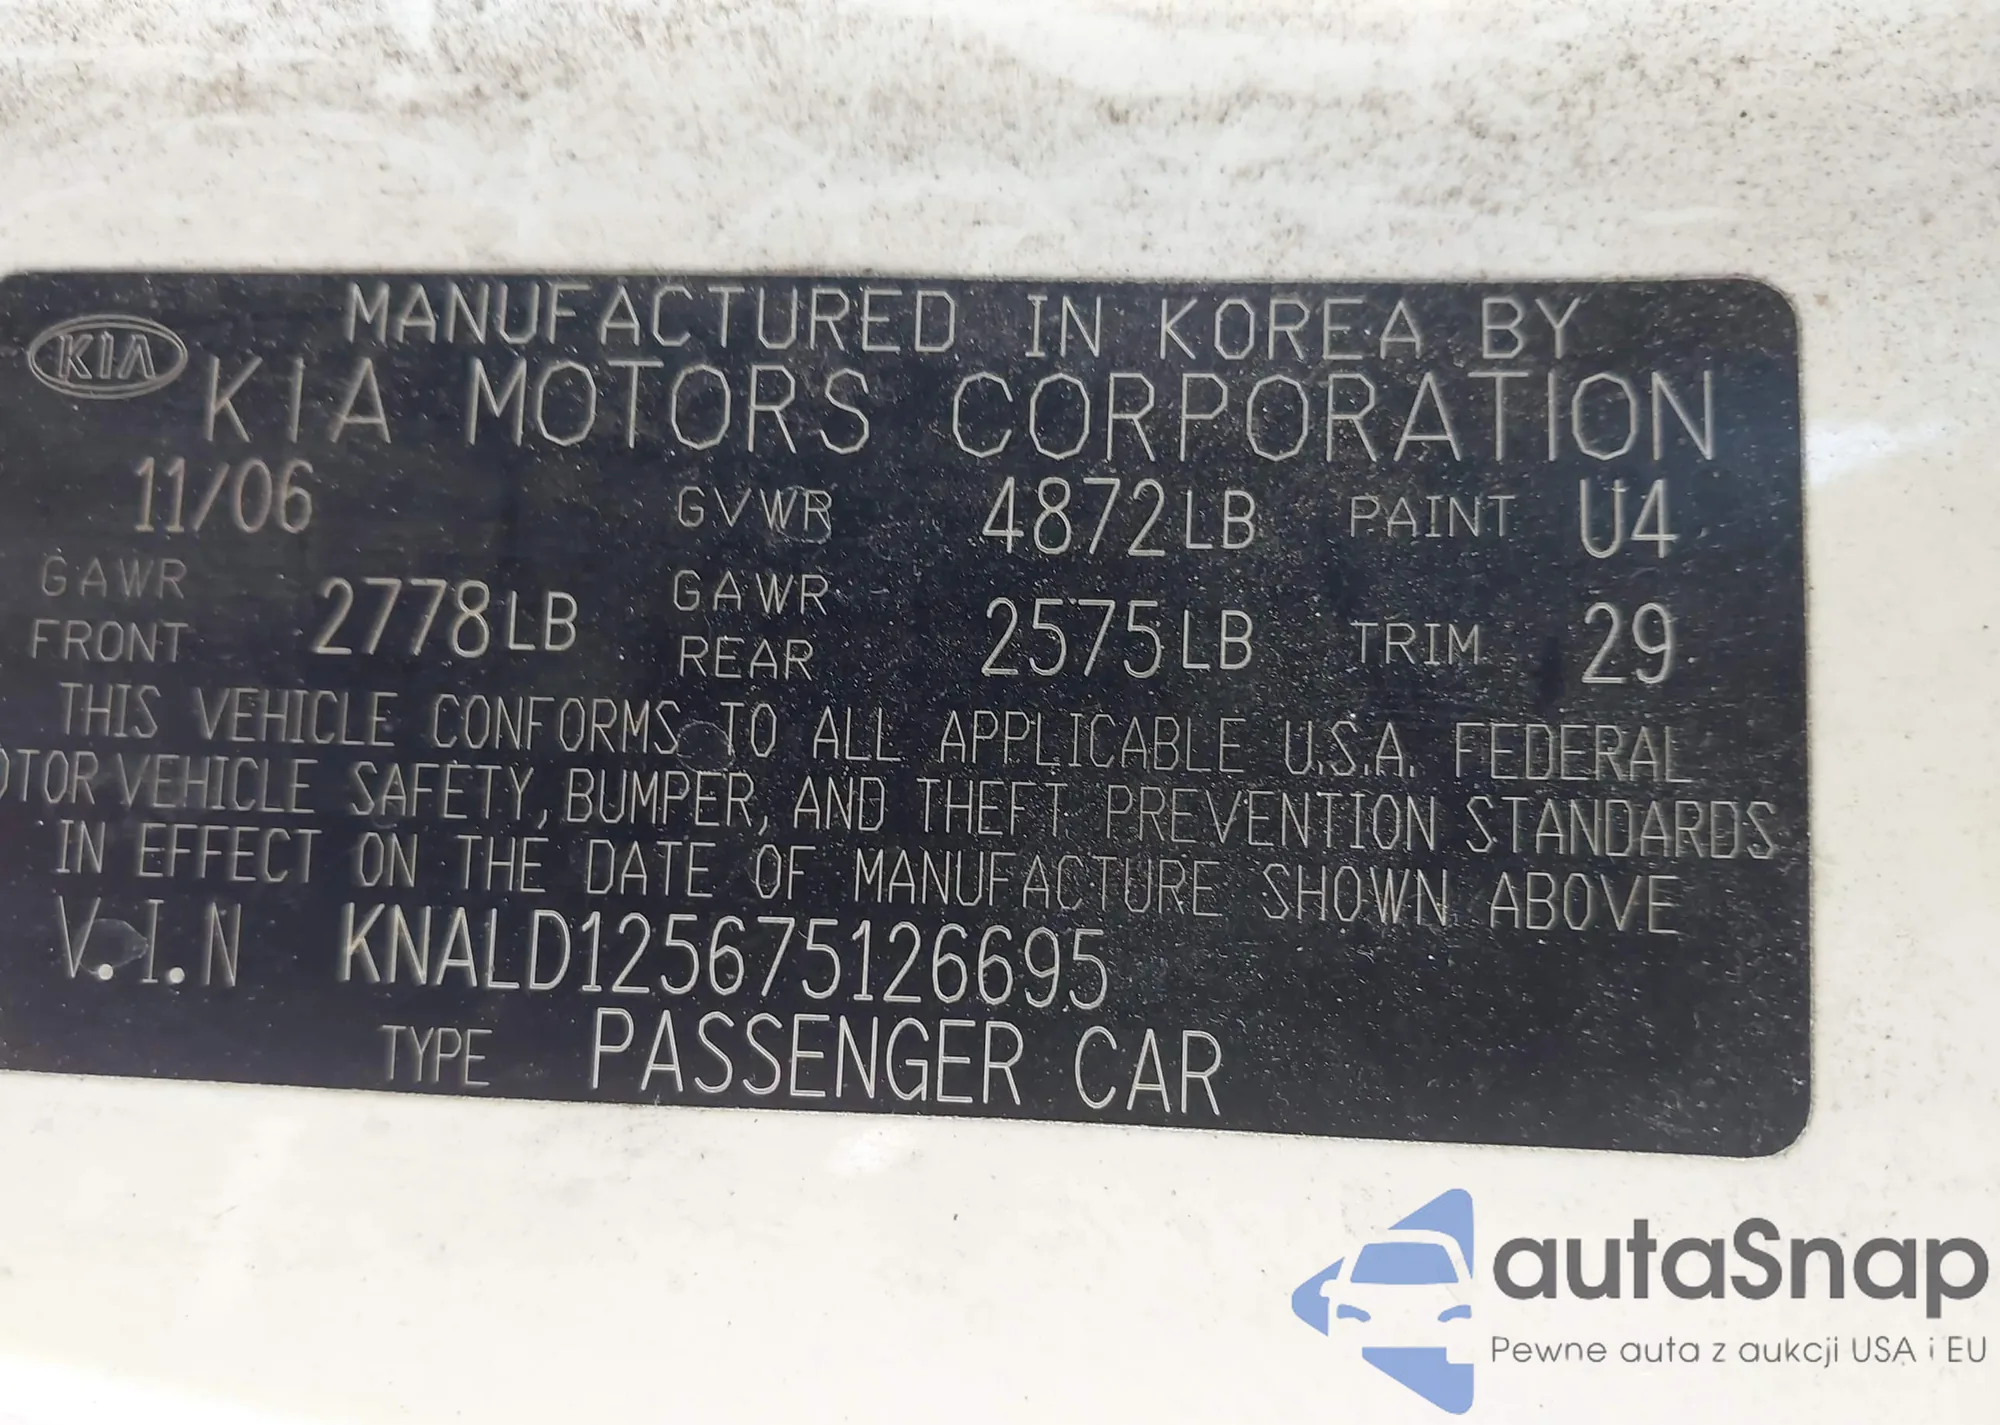 MANUFACTURED IN KOREA BY
KIA
KIA MOTORS CORPORATION
11/06 GVWR 4872LB PAINT U4
GAWR FRONT 2778LB GAWR REAR 2575LB TRIM 29
THIS VEHICLE CONFORMS TO ALL APPLICABLE U.S.A. FEDERAL
OTOR VEHICLE SAFETY, BUMPER, AND THEFT PREVENTION STANDARDS
IN EFFECT ON THE DATE OF MANUFACTURE SHOWN ABOVE
V.I.N KNALD125675126695
TYPE PASSENGER CAR
autaSnap
Pewne auta z aukcji USA i EU